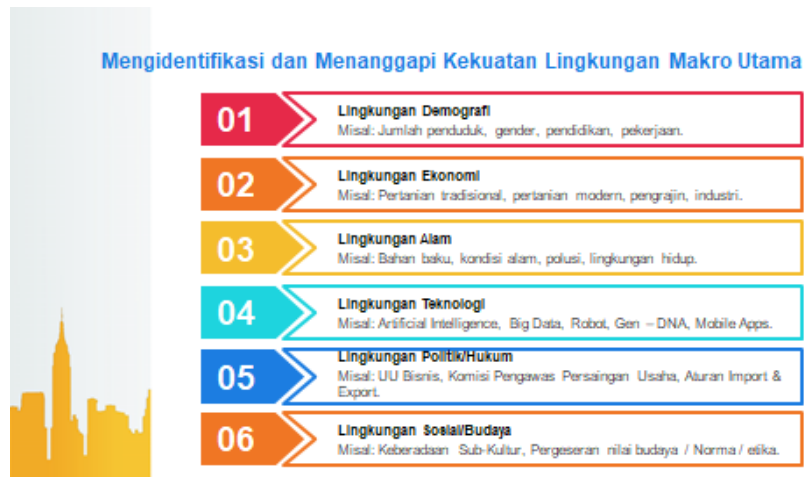 Mengidentifikasi dan Menanggapi Kekuatan Lingkungan Makro Utama
01
Lingkungan Demografi
Misal: Jumlah penduduk, gender, pendidikan, pekerjaan.
02
Lingkungan Ekonomi
Misal: Pertanian tradisional, pertanian modern, pengrajin, industri.
03
Lingkungan Alam
Misal: Bahan baku, kondisi alam, polusi, lingkungan hidup.
04
Lingkungan Teknologi
Misal: Artificial Intelligence, Big Data, Robot, Gen – DNA, Mobile Apps.
05
Lingkungan Politik/Hukum
Misal: UU Bisnis, Komisi Pengawas Persaingan Usaha, Aturan Import &
Export.
06
Lingkungan Sosial/Budaya
Misal: Keberadaan Sub-Kultur, Pergeseran nilai budaya / Norma / etika.